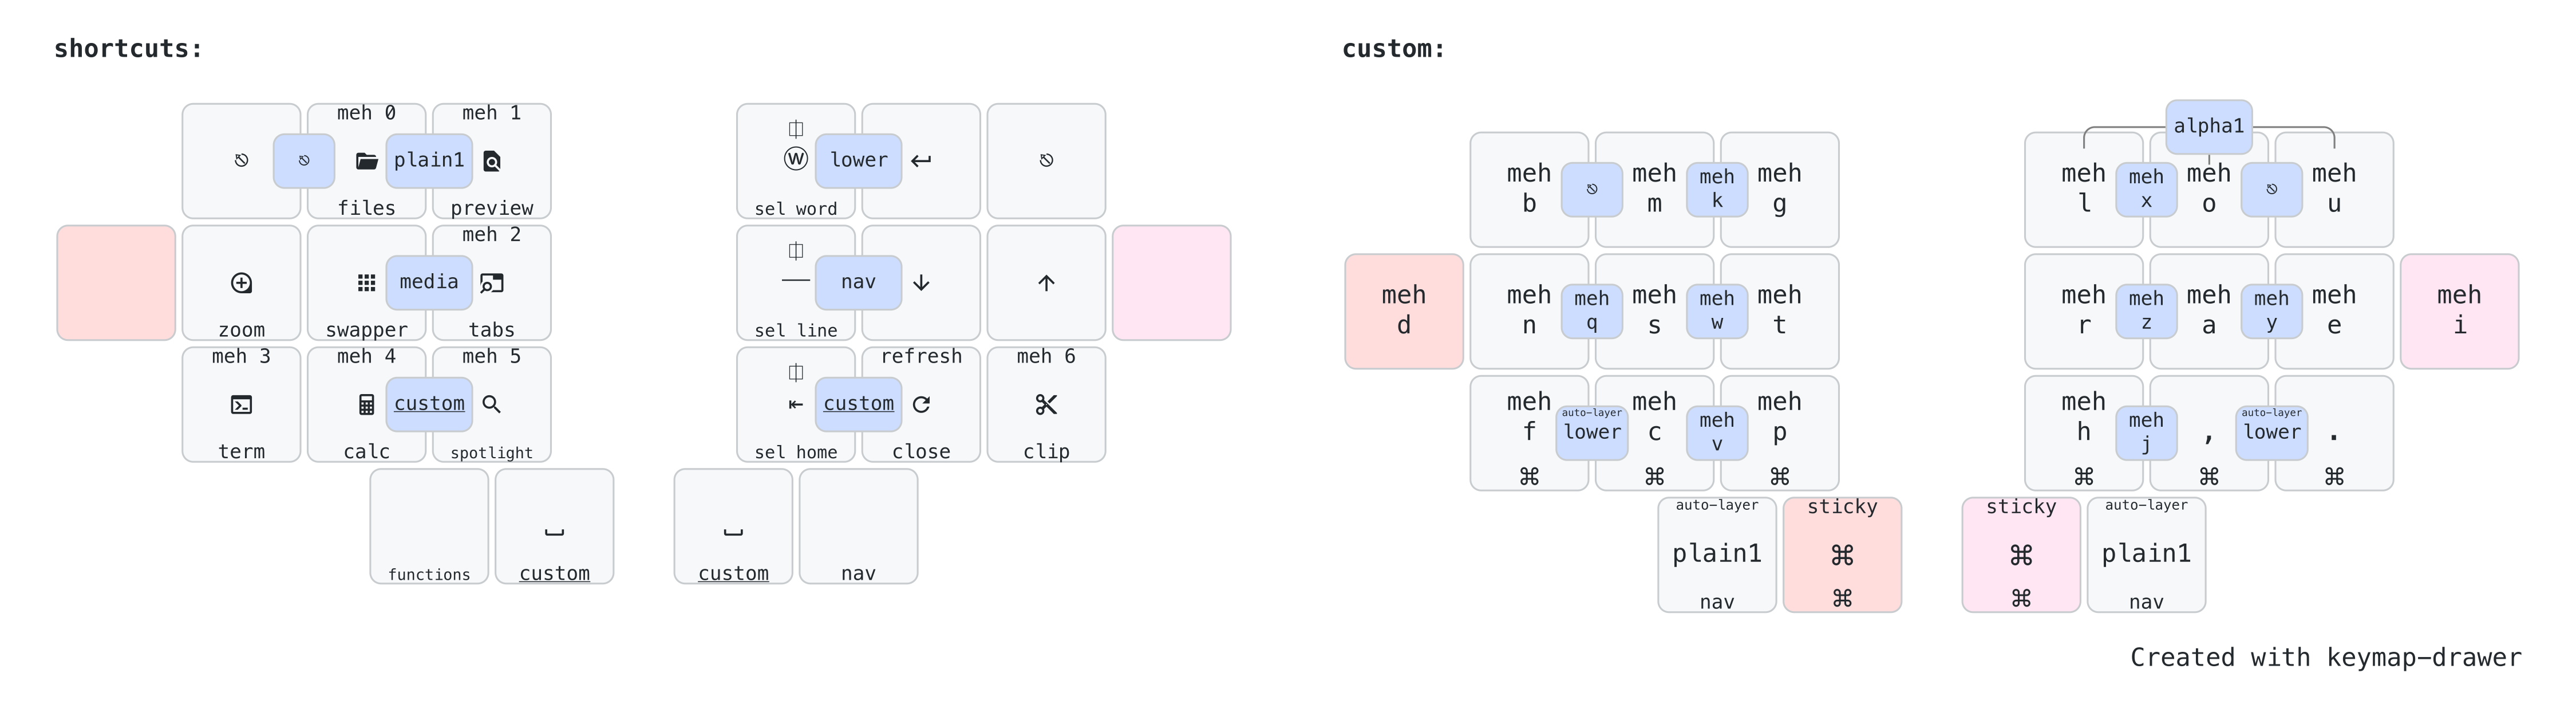 shortcuts:
meh 0
meh 1
plain1
files
preview
lower
sel word
meh 2
media
zoom
swapper
tabs
nav
sel line
meh 3
meh 4
meh 5
custom
term
calc
spotlight
refresh
meh 6
custom
sel home
close
clip
functions
custom
custom
nav
custom:
alpha1
meh b
meh m
meh k
meh g
meh l
meh x
meh o
meh u
meh d
meh n
meh q
meh s
meh w
meh t
meh r
meh z
meh a
meh y
meh e
meh i
meh f
⌘
auto-layer lower
meh c
⌘
meh v
meh p
⌘
meh h
⌘
meh j
,
⌘
auto-layer lower
.
⌘
auto-layer
plain1
nav
sticky
⌘
⌘
sticky
⌘
⌘
auto-layer
plain1
nav
Created with keymap-drawer